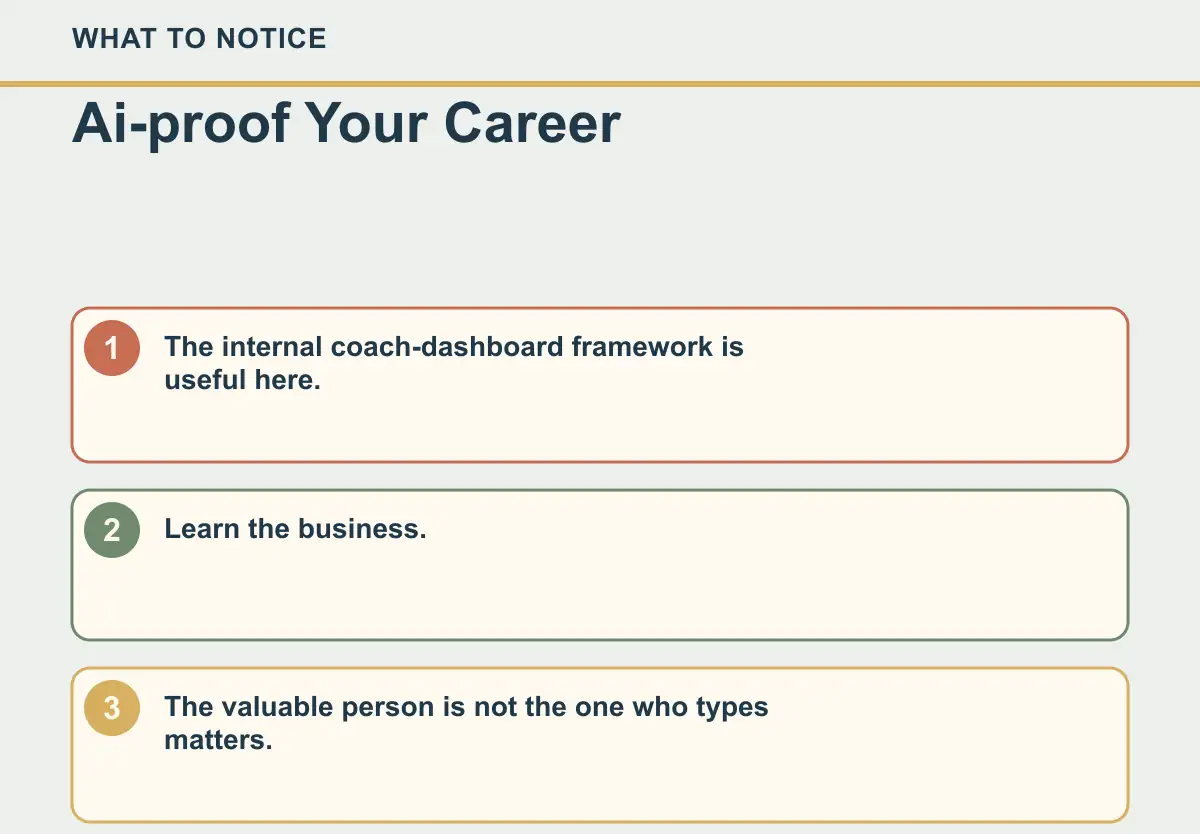 WHAT TO NOTICE
Ai-proof Your Career
1
The internal coach-dashboard framework is
useful here.
2
Learn the business.
3
The valuable person is not the one who types
matters.